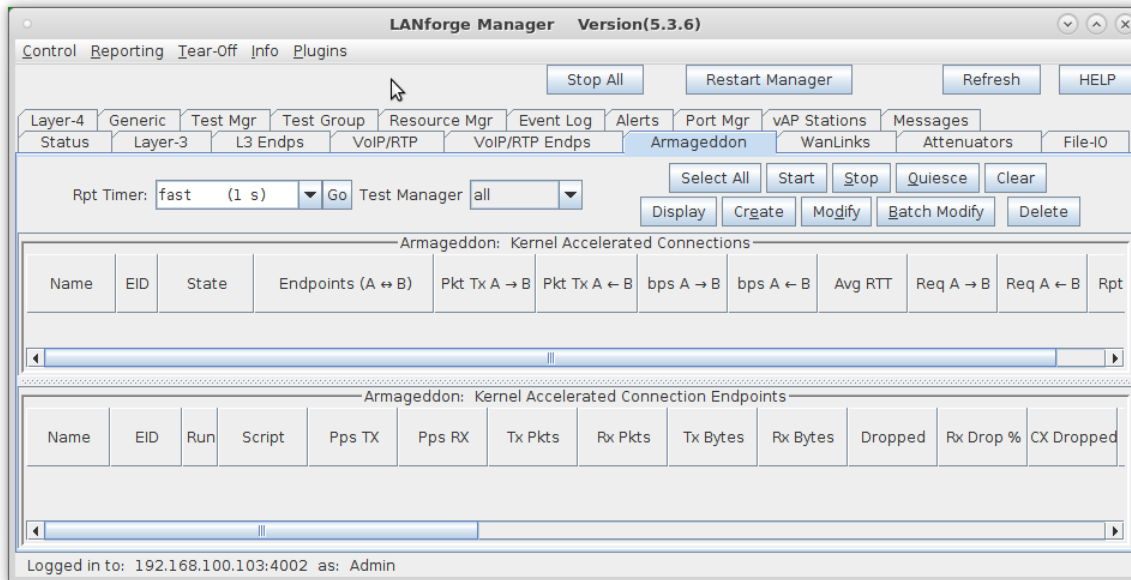 LANforge Manager Version(5.3.6)
Control Reporting Tear-Off Info Plugins
Stop All Restart Manager Refresh HELP
Layer-4 Generic Test Mgr Test Group Resource Mgr Event Log Alerts Port Mgr vAP Stations Messages
Status Layer-3 L3 Endps VoIP/RTP VoIP/RTP Endps Armageddon WanLinks Attenuators File-IO
Rpt Timer: fast (1 s) Go Test Manager all
Select All Start Stop Quiesce Clear
Display Create Modify Batch Modify Delete
Armageddon: Kernel Accelerated Connections
Name EID State Endpoints (A ↔ B) Pkt Tx A → B Pkt Tx A ← B bps A → B bps A ← B Avg RTT Req A → B Req A ← B Rpt
Armageddon: Kernel Accelerated Connection Endpoints
Name EID Run Script Pps TX Pps RX Tx Pkts Rx Pkts Tx Bytes Rx Bytes Dropped Rx Drop % CX Dropped
Logged in to: 192.168.100.103:4002 as: Admin